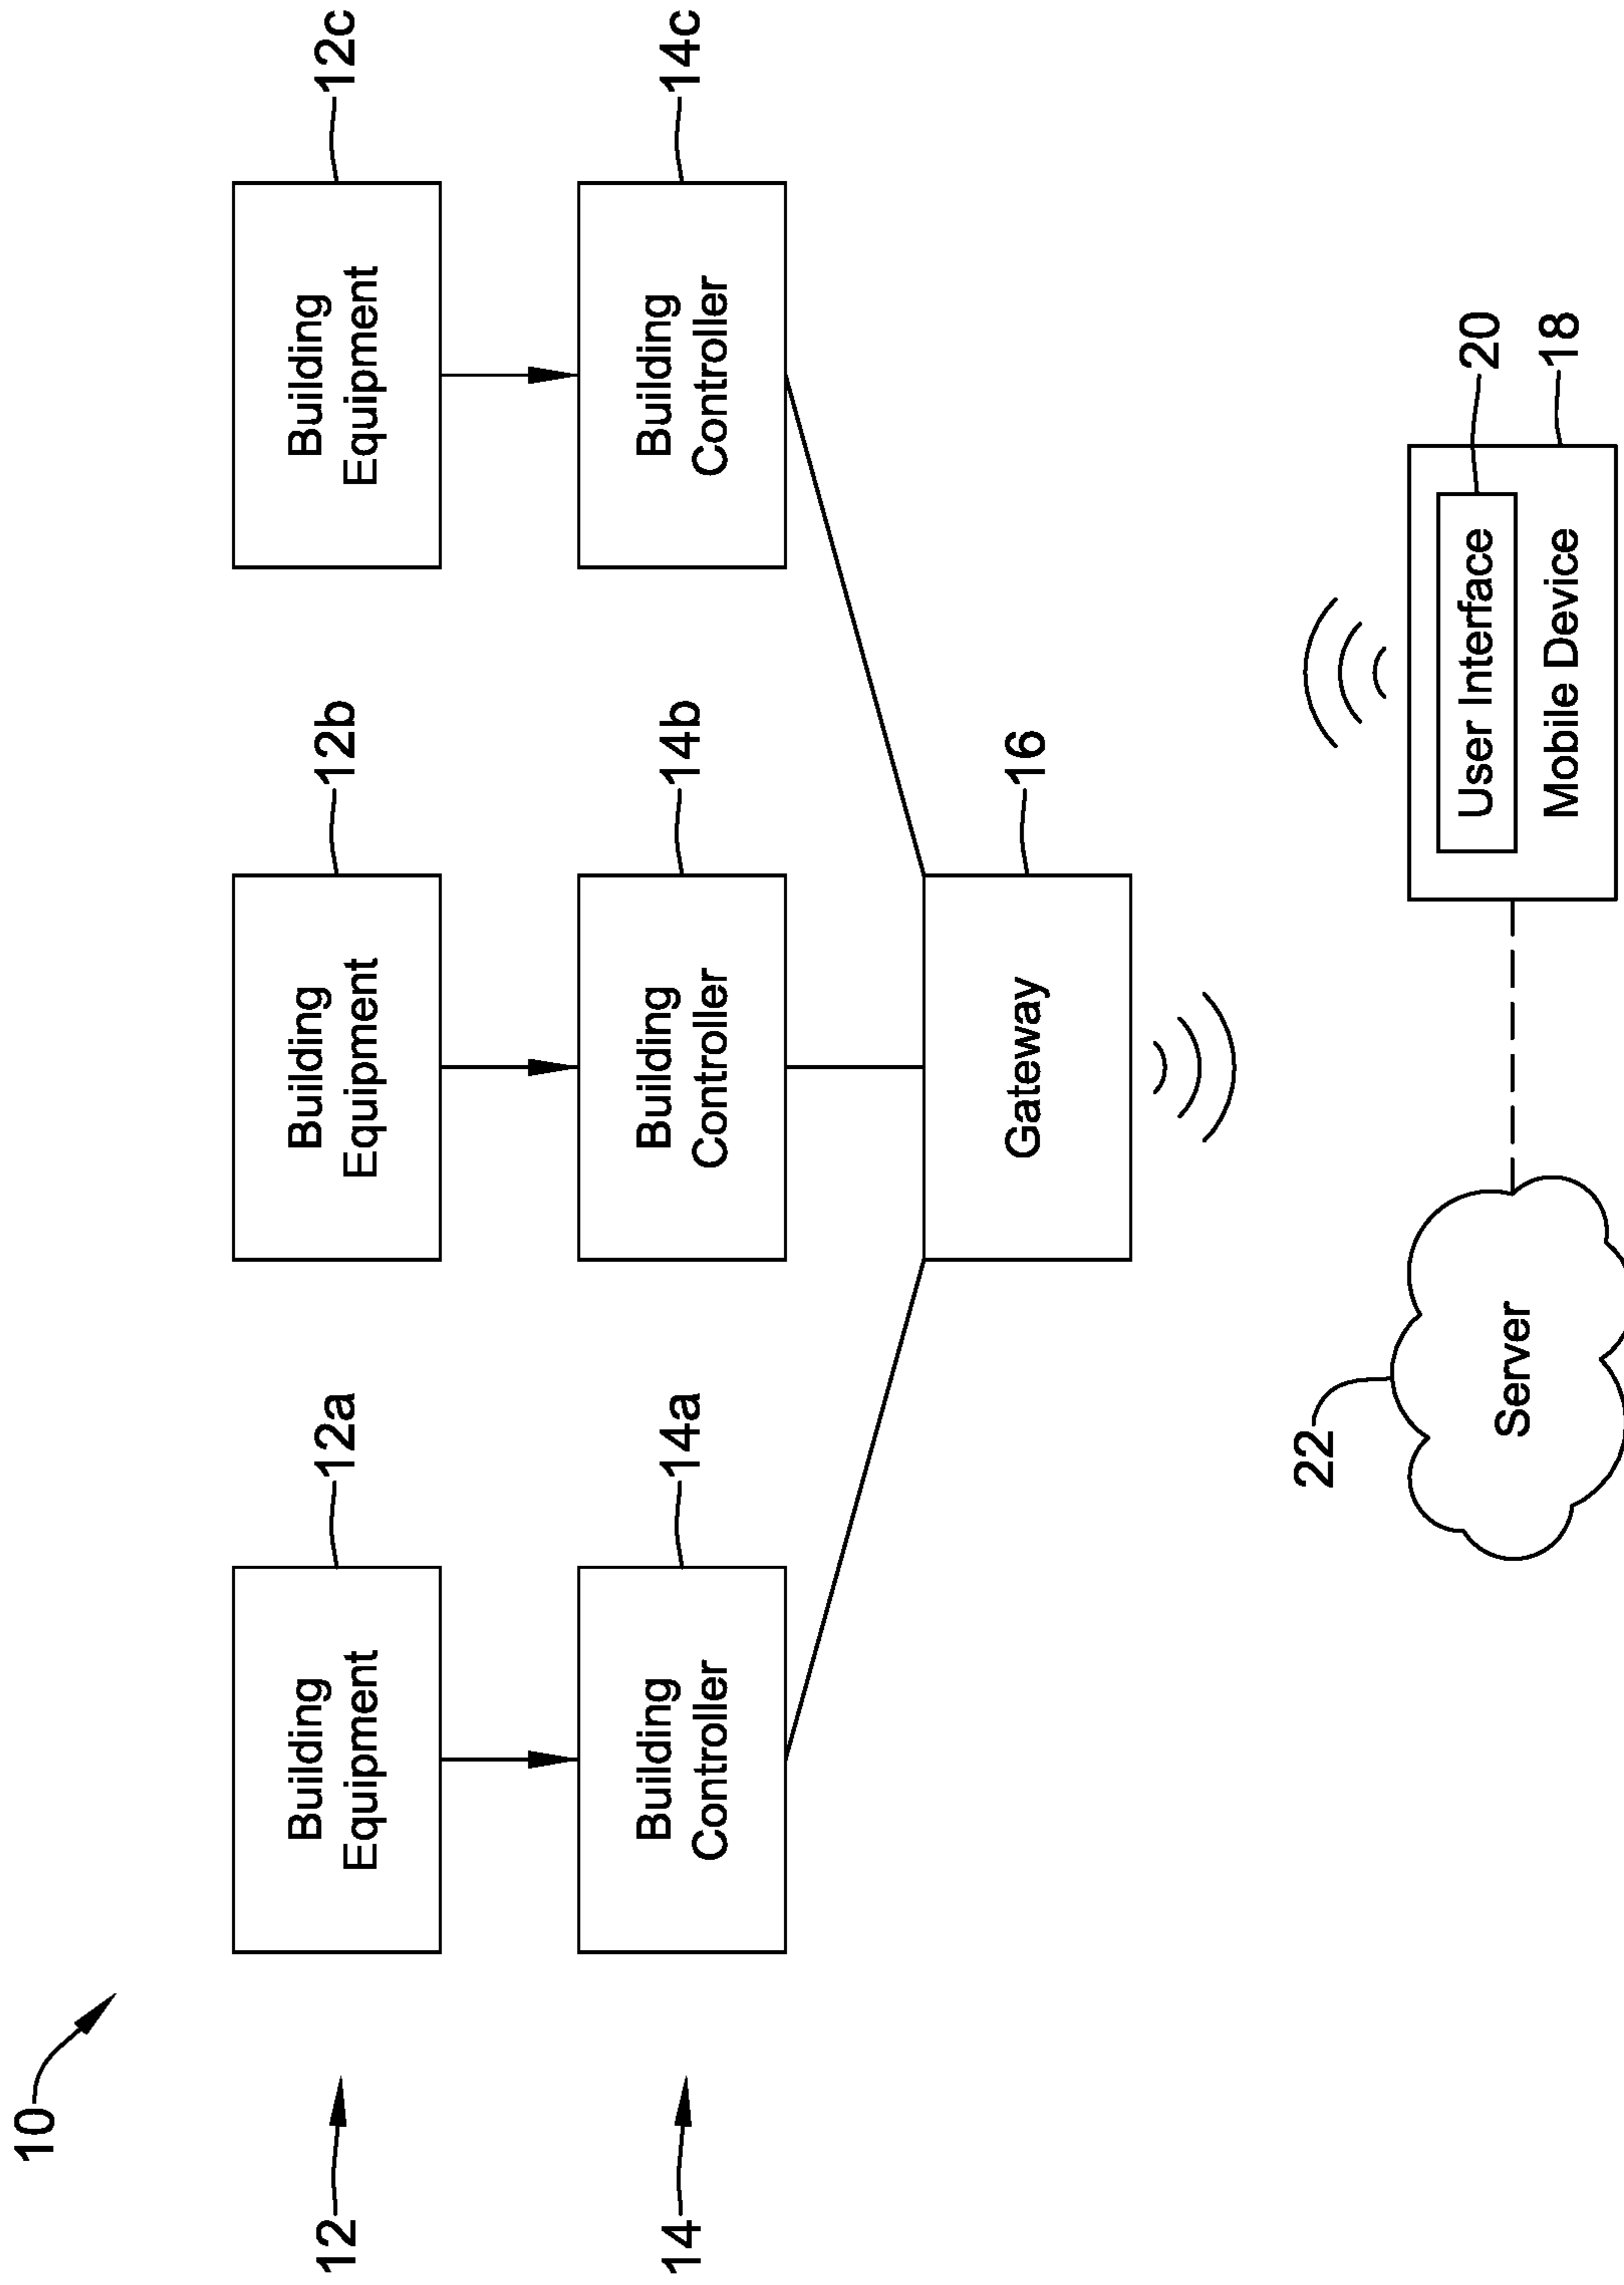 10
12
12a
12b
12c
Building
Equipment
Building
Equipment
Building
Equipment
14
14a
14b
14c
Building
Controller
Building
Controller
Building
Controller
16
Gateway
22
Server
20
User Interface
18
Mobile Device